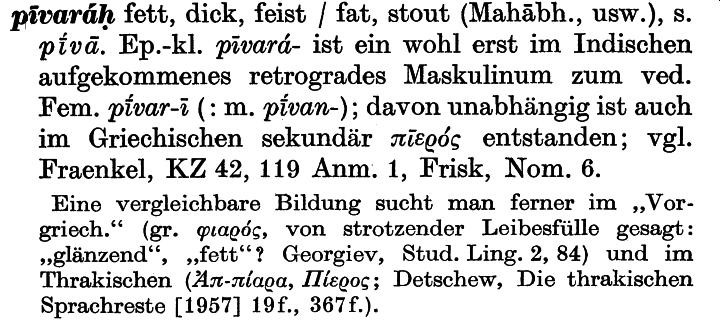 pīvaráḥ fett, dick, feist / fat, stout (Mahābh., usw.), s.
pī́vā. Ep.-kl. pīvará- ist ein wohl erst im Indischen
aufgekommenes retrogrades Maskulinum zum ved.
Fem. pī́var-ī (: m. pī́van-); davon unabhängig ist auch
im Griechischen sekundär πῑερός entstanden; vgl.
Fraenkel, KZ 42, 119 Anm. 1, Frisk, Nom. 6.
Eine vergleichbare Bildung sucht man ferner im „Vor-
griech.“ (gr. φιαρός, von strotzender Leibesfülle gesagt:
„glänzend“, „fett“? Georgiev, Stud. Ling. 2, 84) und im
Thrakischen (Ἀπ-πίαρα, Πίερος; Detschew, Die thrakischen
Sprachreste [1957] 19f., 367f.).